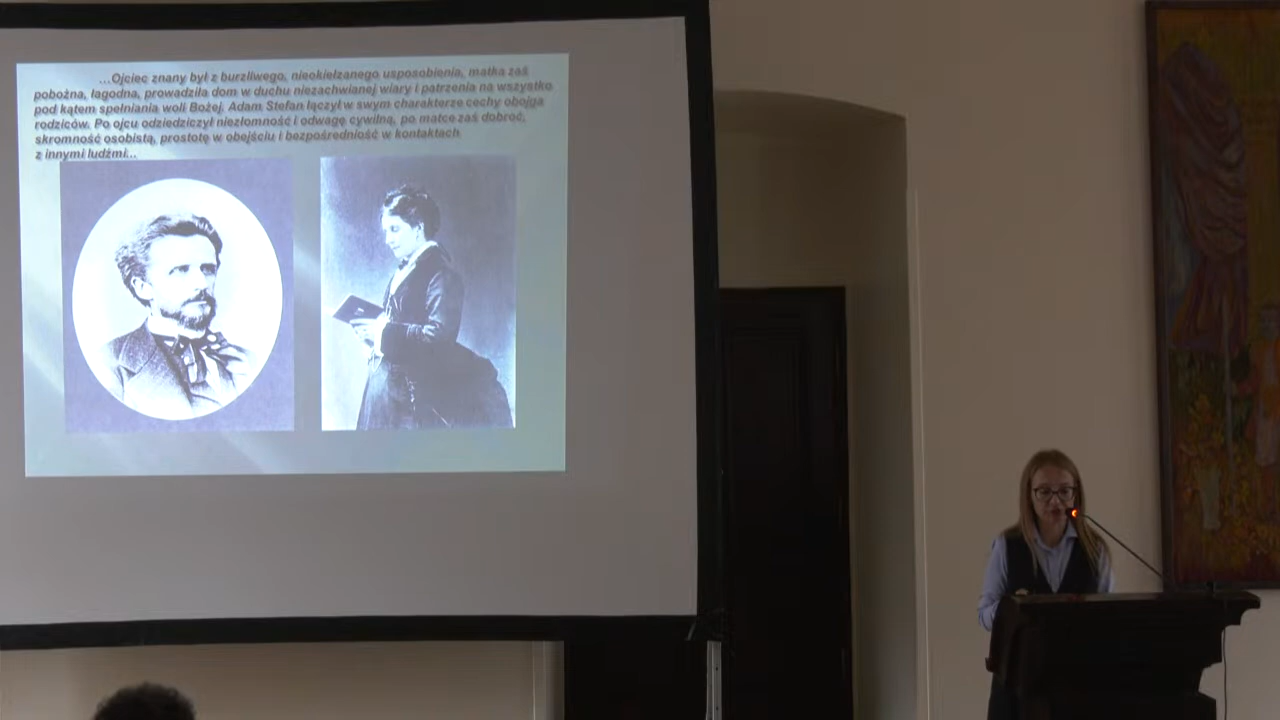 ...Ojciec znany był z burzliwego, nieokiełzanego usposobienia, matka zaś
pobożna, łagodna, prowadziła dom w duchu niezachwianej wiary i patrzenia na wszystko
pod kątem spełniania woli Bożej. Adam Stefan łączył w swym charakterze cechy obojga
rodziców. Po ojcu odziedziczył niezłomność i odwagę cywilną, po matce zaś dobroć,
skromność osobistą, prostotę w obejściu i bezpośredniość w kontaktach
z innymi ludźmi...